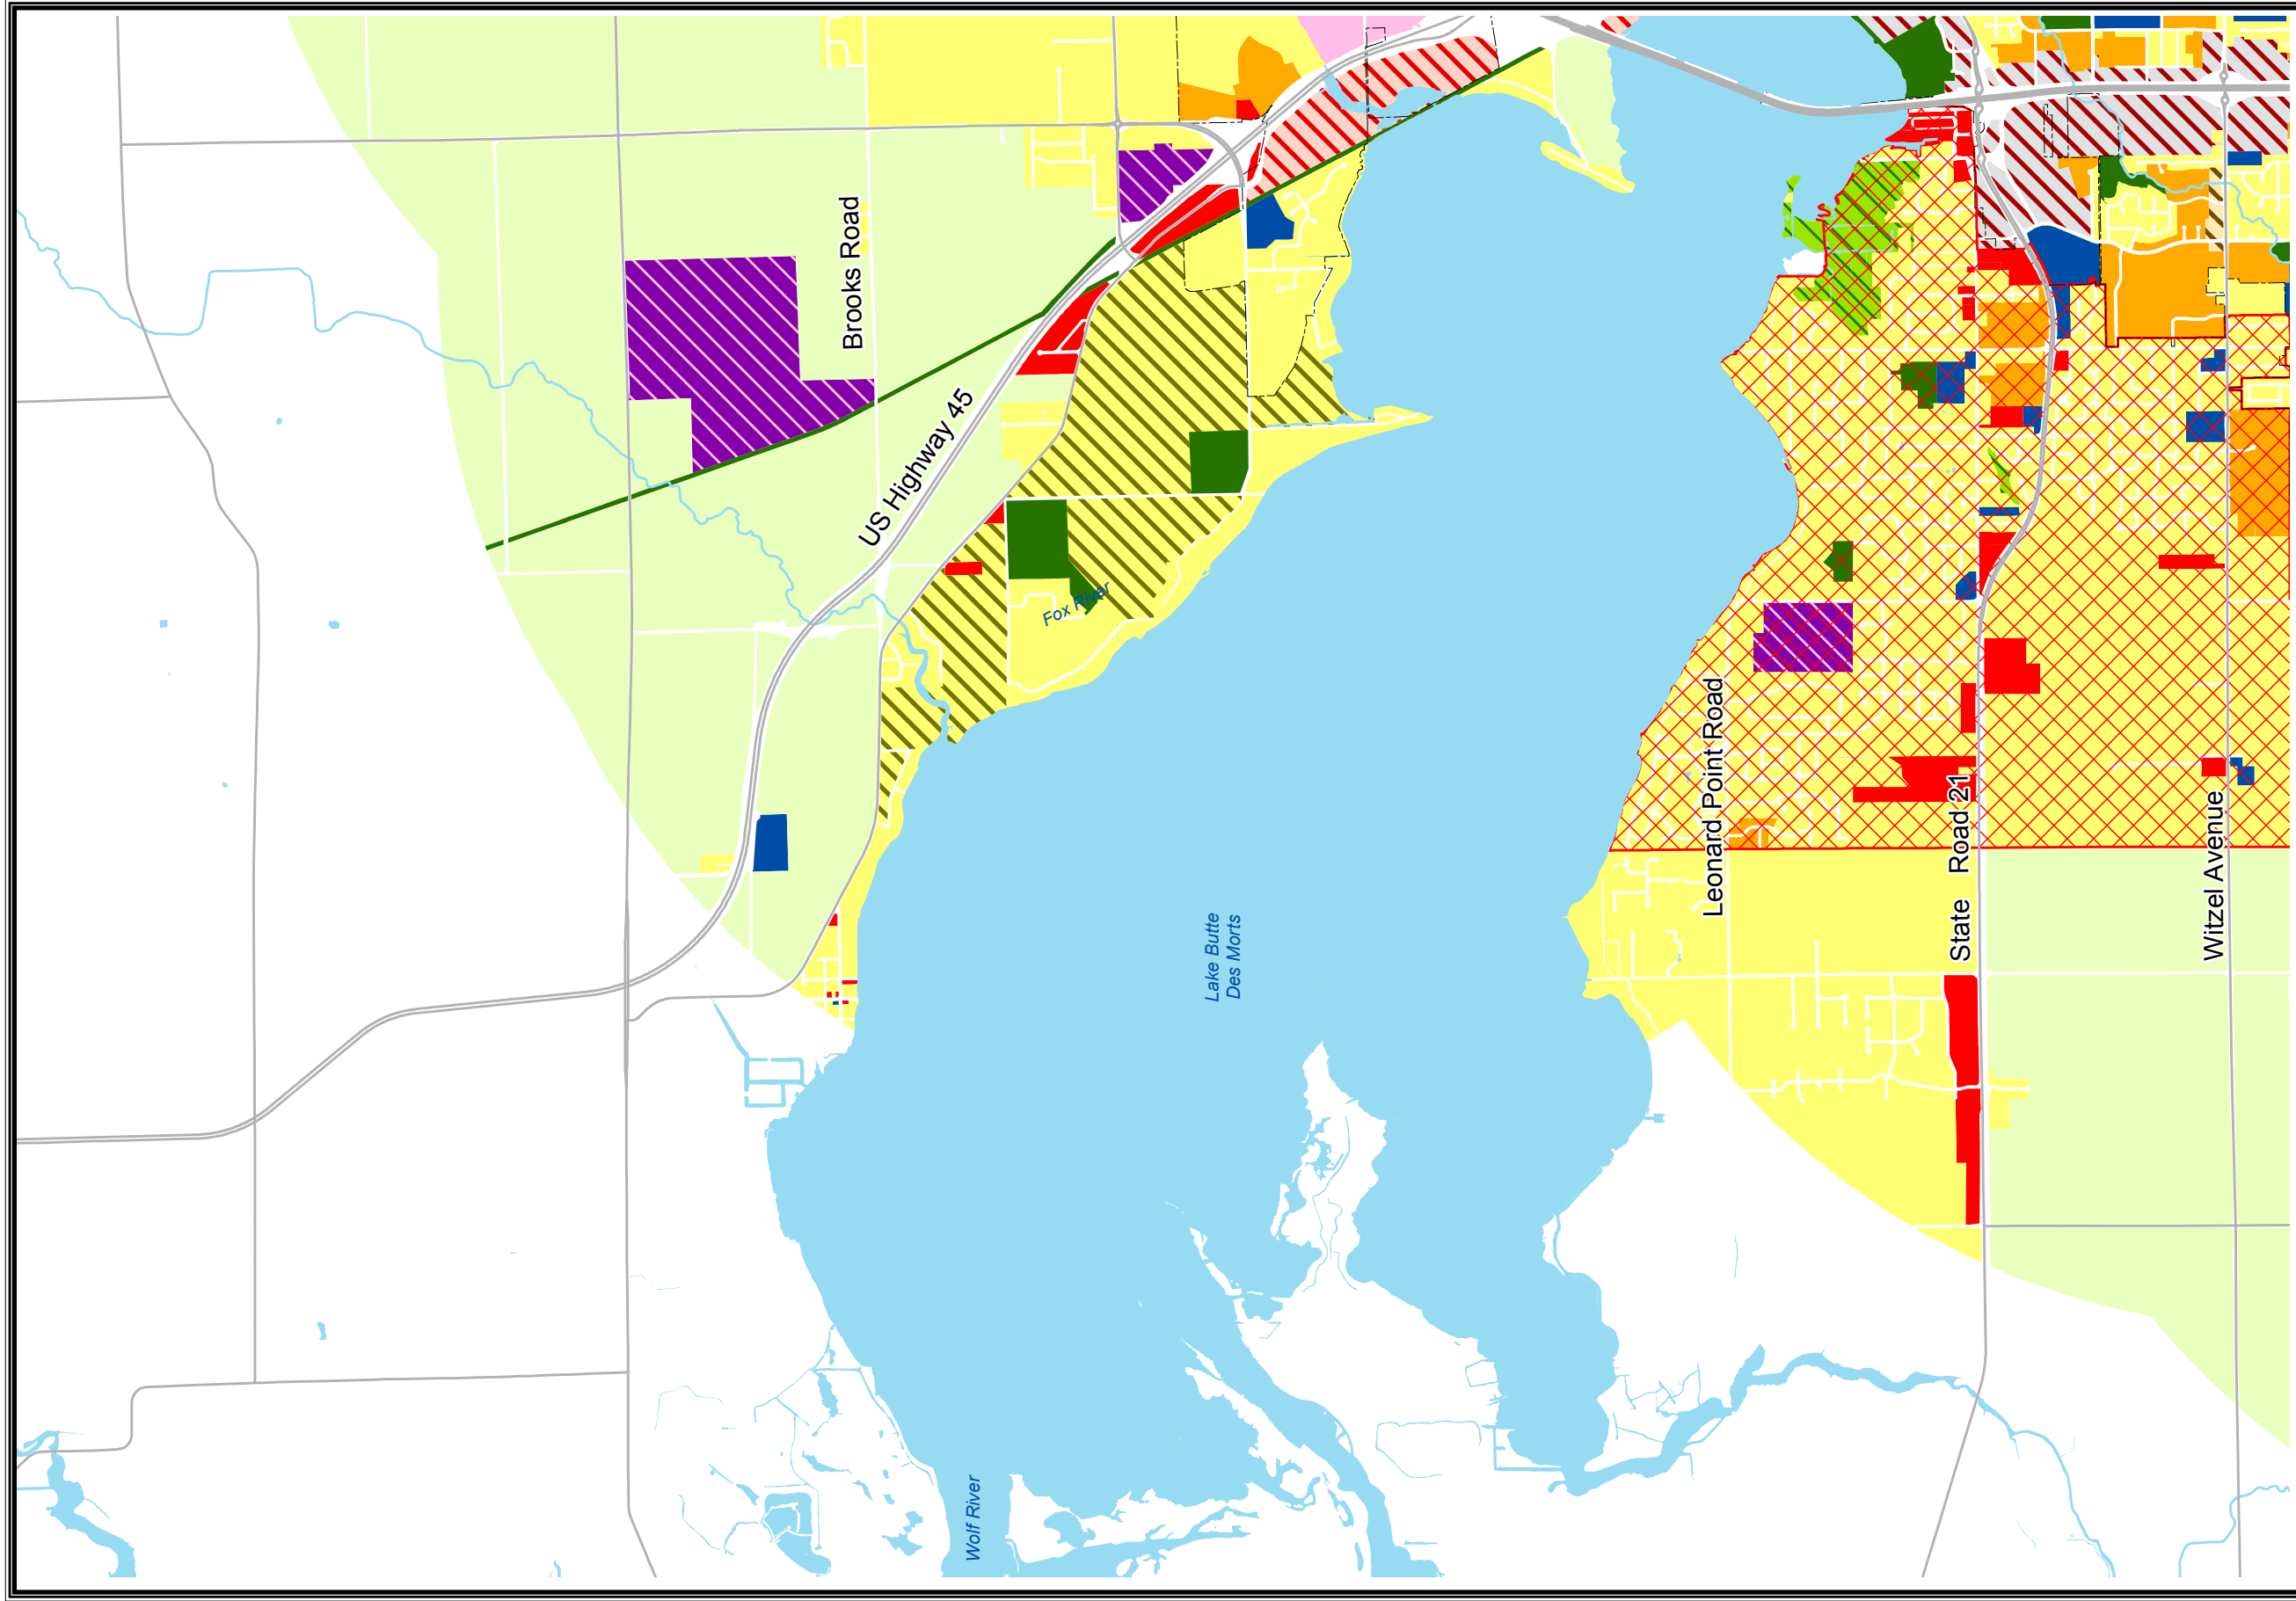 Brooks Road
US Highway 45
Fox River
Leonard Point Road
State Road 21
Witzel Avenue
Lake Butte
Des Morts
Wolf River